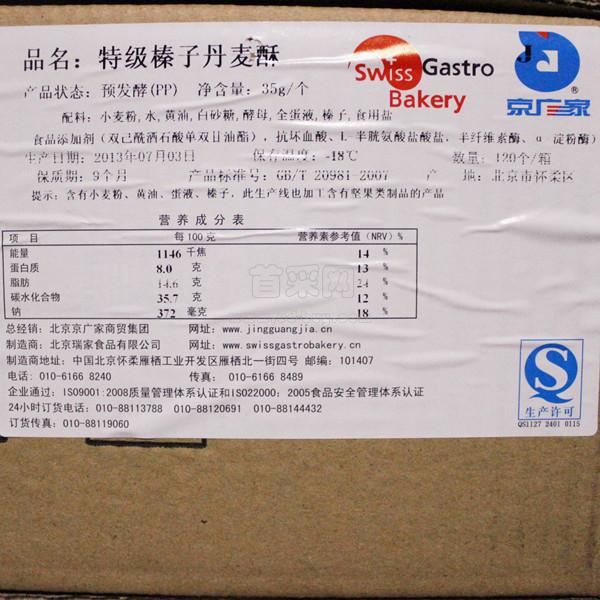 品名：特级榛子丹麦酥
Swiss Gastro
Bakery
京广家
®
产品状态：预发酵(PP) 净含量：35g/个
配料：小麦粉，水，黄油，白砂糖，酵母，全蛋液，榛子，食用盐
食品添加剂（双乙酰酒石酸单双甘油酯），抗坏血酸、L 半胱氨酸盐酸盐，半纤维素酶、α 淀粉酶）
生产日期：2013年07月03日 保存温度：-18℃ 数量：120个/箱
保质期：9个月 产品标准号：GB/T 20981-2007 产 地：北京市怀柔区
提示：含有小麦粉、黄油、蛋液、榛子，此生产线也加工含有坚果类制品的产品
营养成分表
项 目 每100克 营养素参考值（NRV）%
能量 1146 千焦 14 %
蛋白质 8.0 克 13 %
脂肪 14.6 克 24 %
碳水化合物 35.7 克 12 %
钠 372 毫克 18 %
首采网
总经销：北京京广家商贸集团 网址：www.jingguangjia.cn
制造商：北京瑞家食品有限公司 网址：www.swissgastrobakery.cn
制造商地址：中国北京怀柔雁栖工业开发区雁栖北一街四号 邮编：101407
电话：010-6166 8240 传真：010-6166 8489
企业通过：ISO9001:2008质量管理体系认证和ISO22000：2005食品安全管理体系认证
24小时订货电话：010-88113788 010-88120691 010-88144432
订货传真：010-88119060
生产许可
QS1127 2401 0115